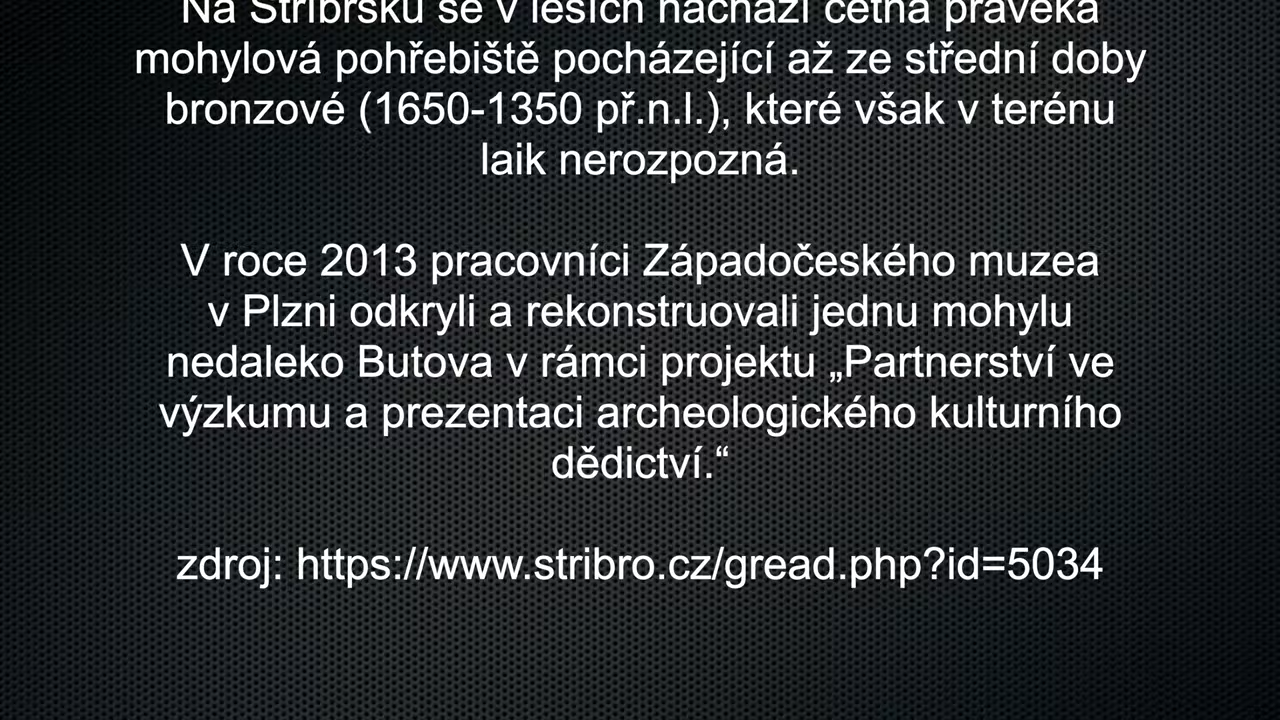 Na Stříbrsku se v lesích nachází četná pravěká
mohylová pohřebiště pocházející až ze střední doby
bronzové (1650-1350 př.n.l.), které však v terénu
laik nerozpozná.
V roce 2013 pracovníci Západočeského muzea
v Plzni odkryli a rekonstruovali jednu mohylu
nedaleko Butova v rámci projektu „Partnerství ve
výzkumu a prezentaci archeologického kulturního
dědictví.“
zdroj: https://www.stribro.cz/gread.php?id=5034